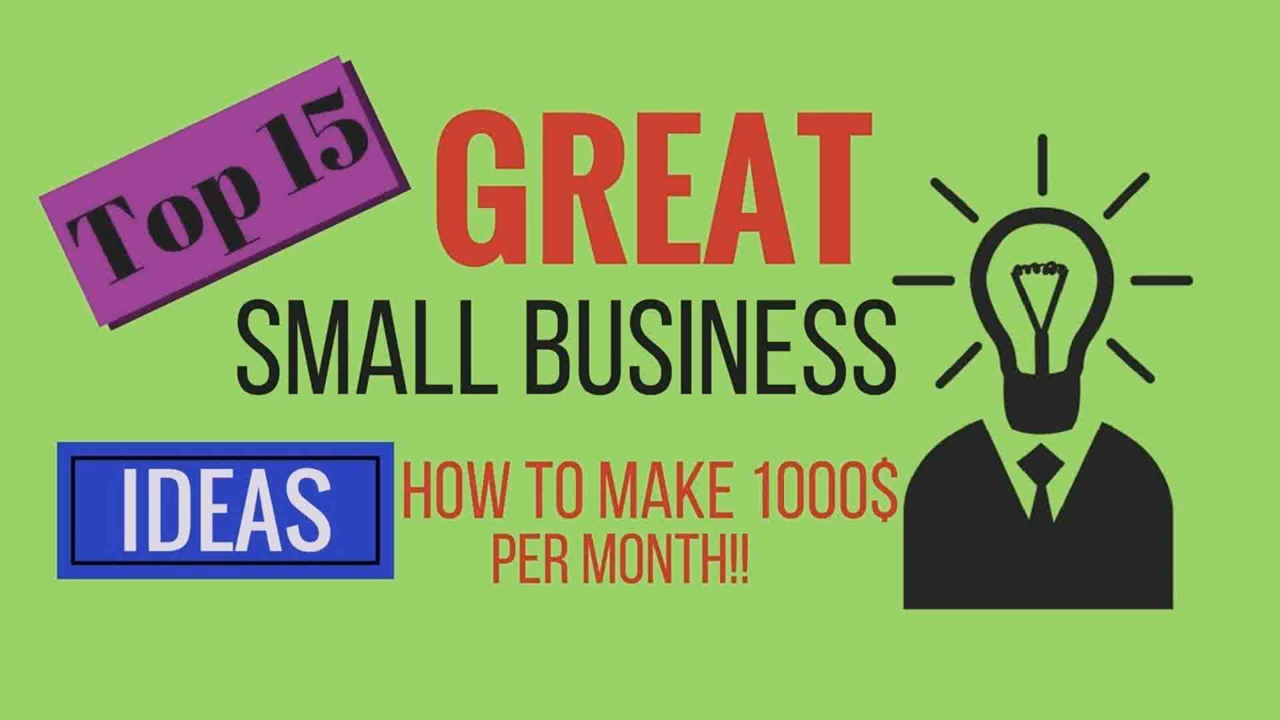 Top 15
GREAT
SMALL BUSINESS
IDEAS
HOW TO MAKE 1000$
PER MONTH!!